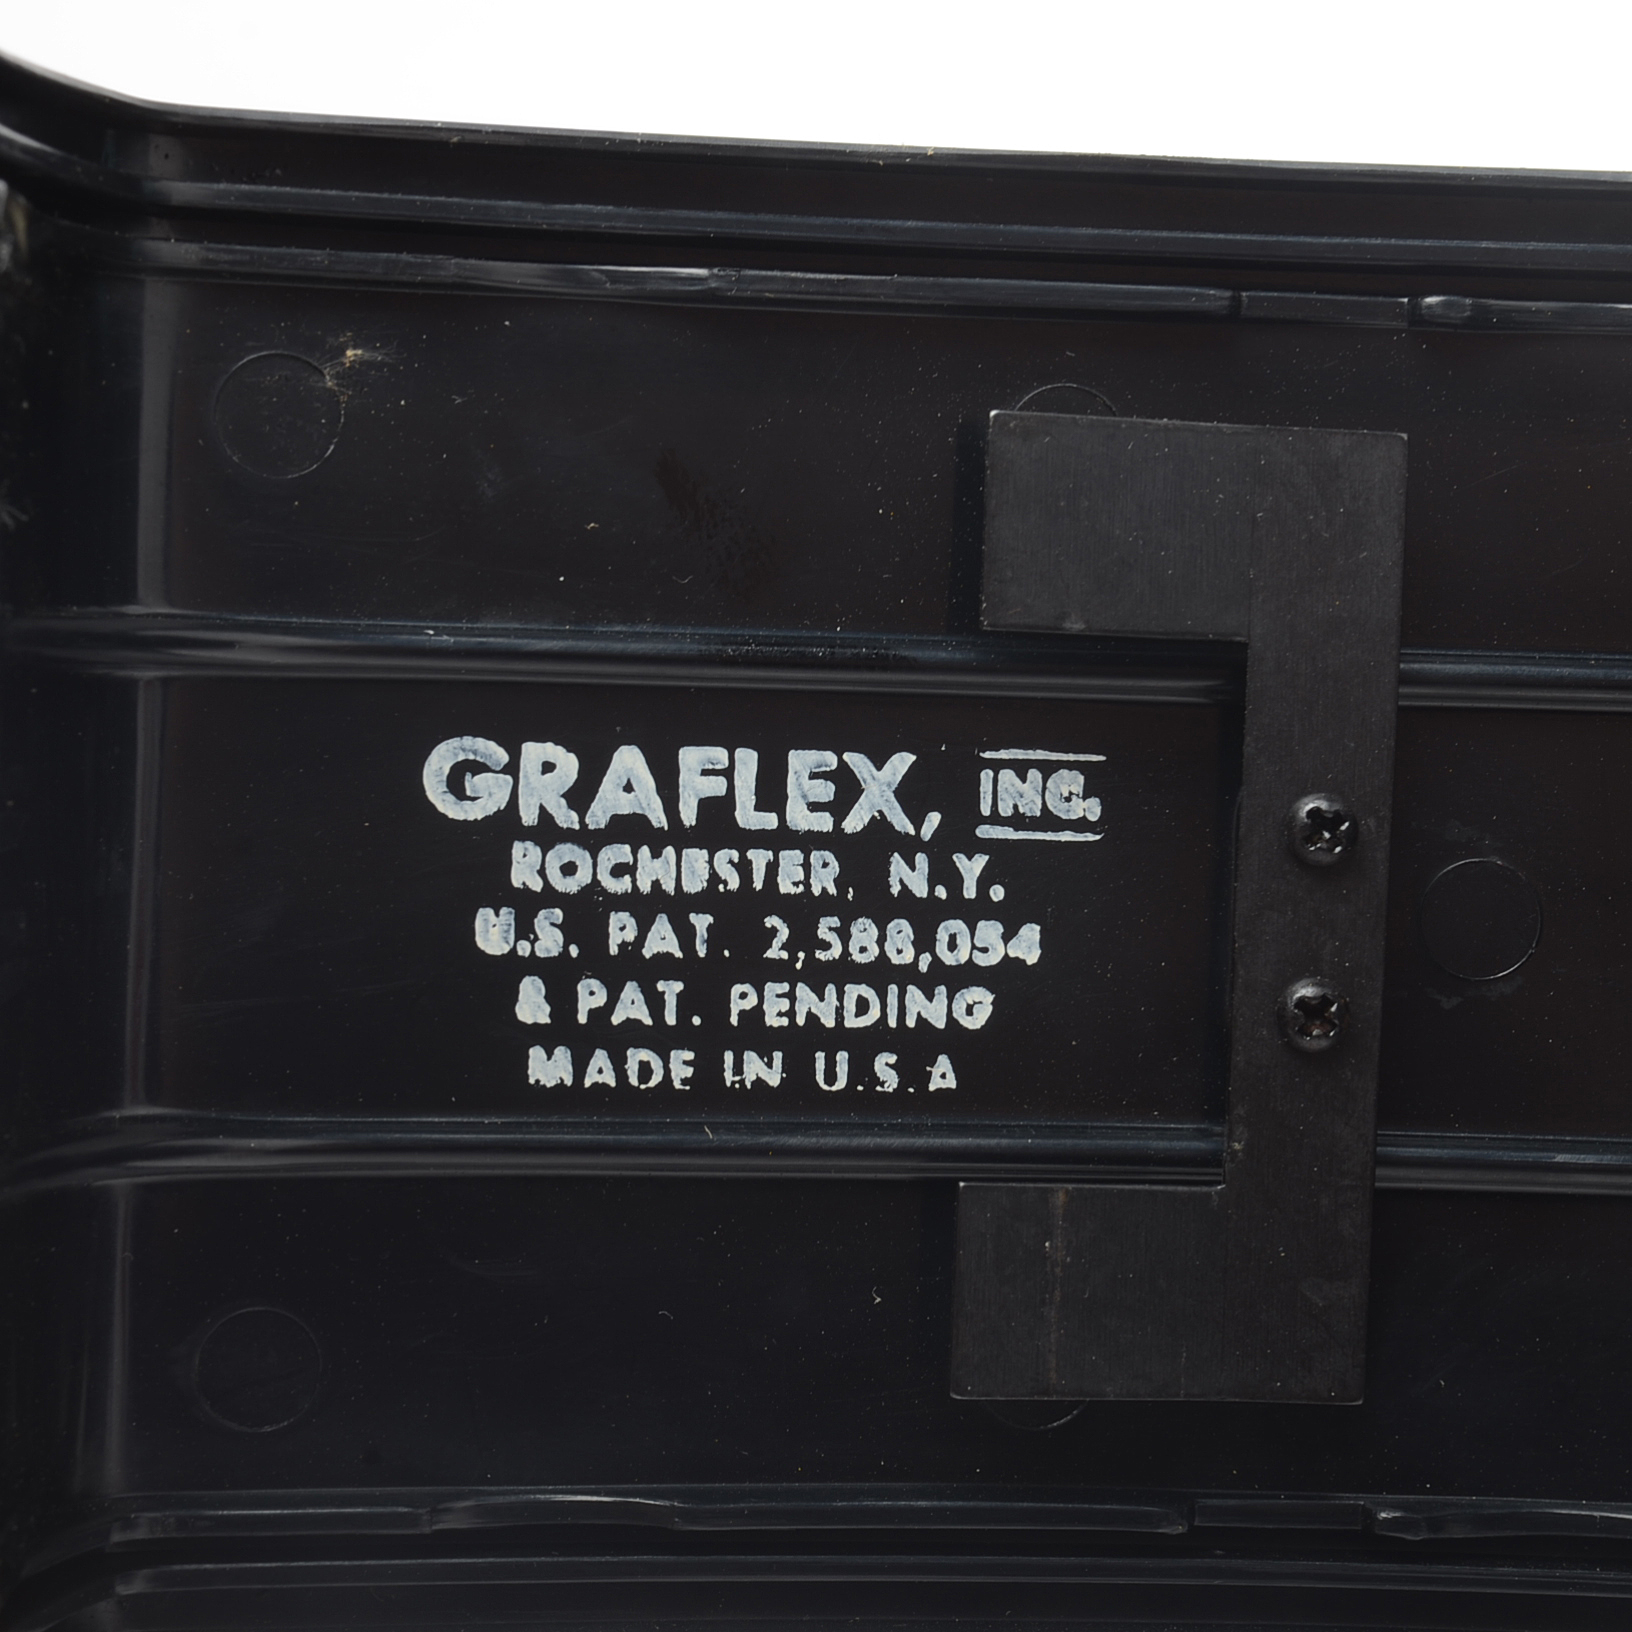 GRAFLEX, INC.
ROCHESTER, N.Y.
U.S. PAT. 2,588,054
& PAT. PENDING
MADE IN U.S.A